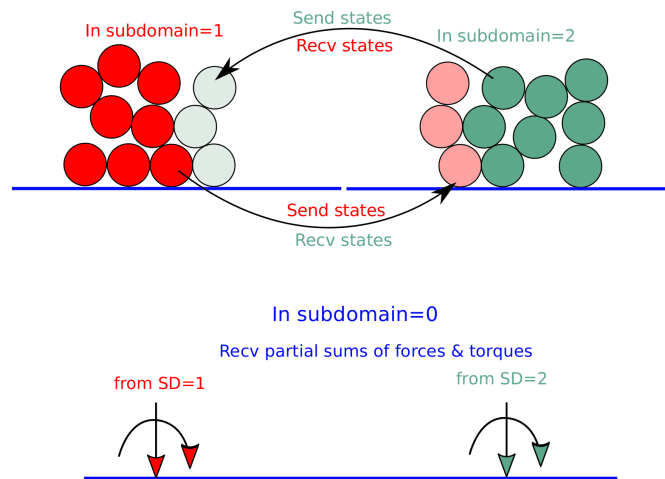 Send states
In subdomain=1
Recv states
In subdomain=2
Send states
Recv states
In subdomain=0
Recv partial sums of forces & torques
from SD=1
from SD=2